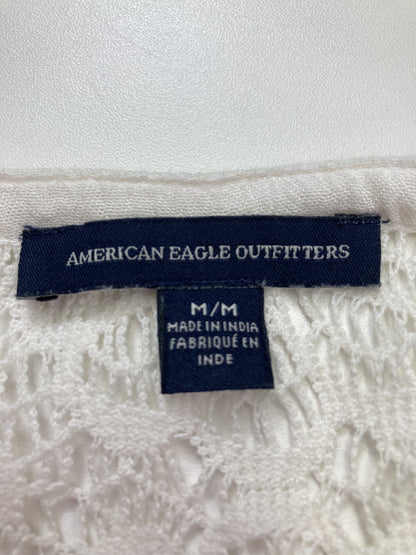 AMERICAN EAGLE OUTFITTERS
M/M
MADE IN INDIA
FABRIQUÉ EN
INDE